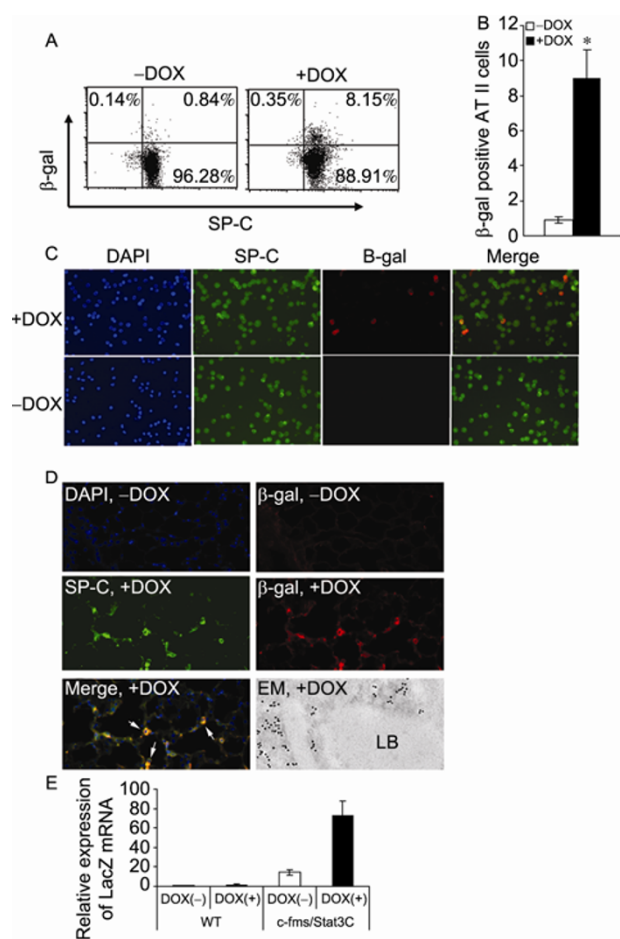 A
−DOX
+DOX
0.14%
0.84%
96.28%
0.35%
8.15%
88.91%
β-gal
SP-C
B
−DOX
+DOX
12
10
8
6
4
2
0
*
β-gal positive AT II cells
C
DAPI
SP-C
B-gal
Merge
+DOX
−DOX
D
DAPI, −DOX
β-gal, −DOX
SP-C, +DOX
β-gal, +DOX
Merge, +DOX
EM, +DOX
LB
E
Relative expression
of LacZ mRNA
100
80
60
40
20
0
DOX(−)
DOX(+)
DOX(−)
DOX(+)
WT
c-fms/Stat3C